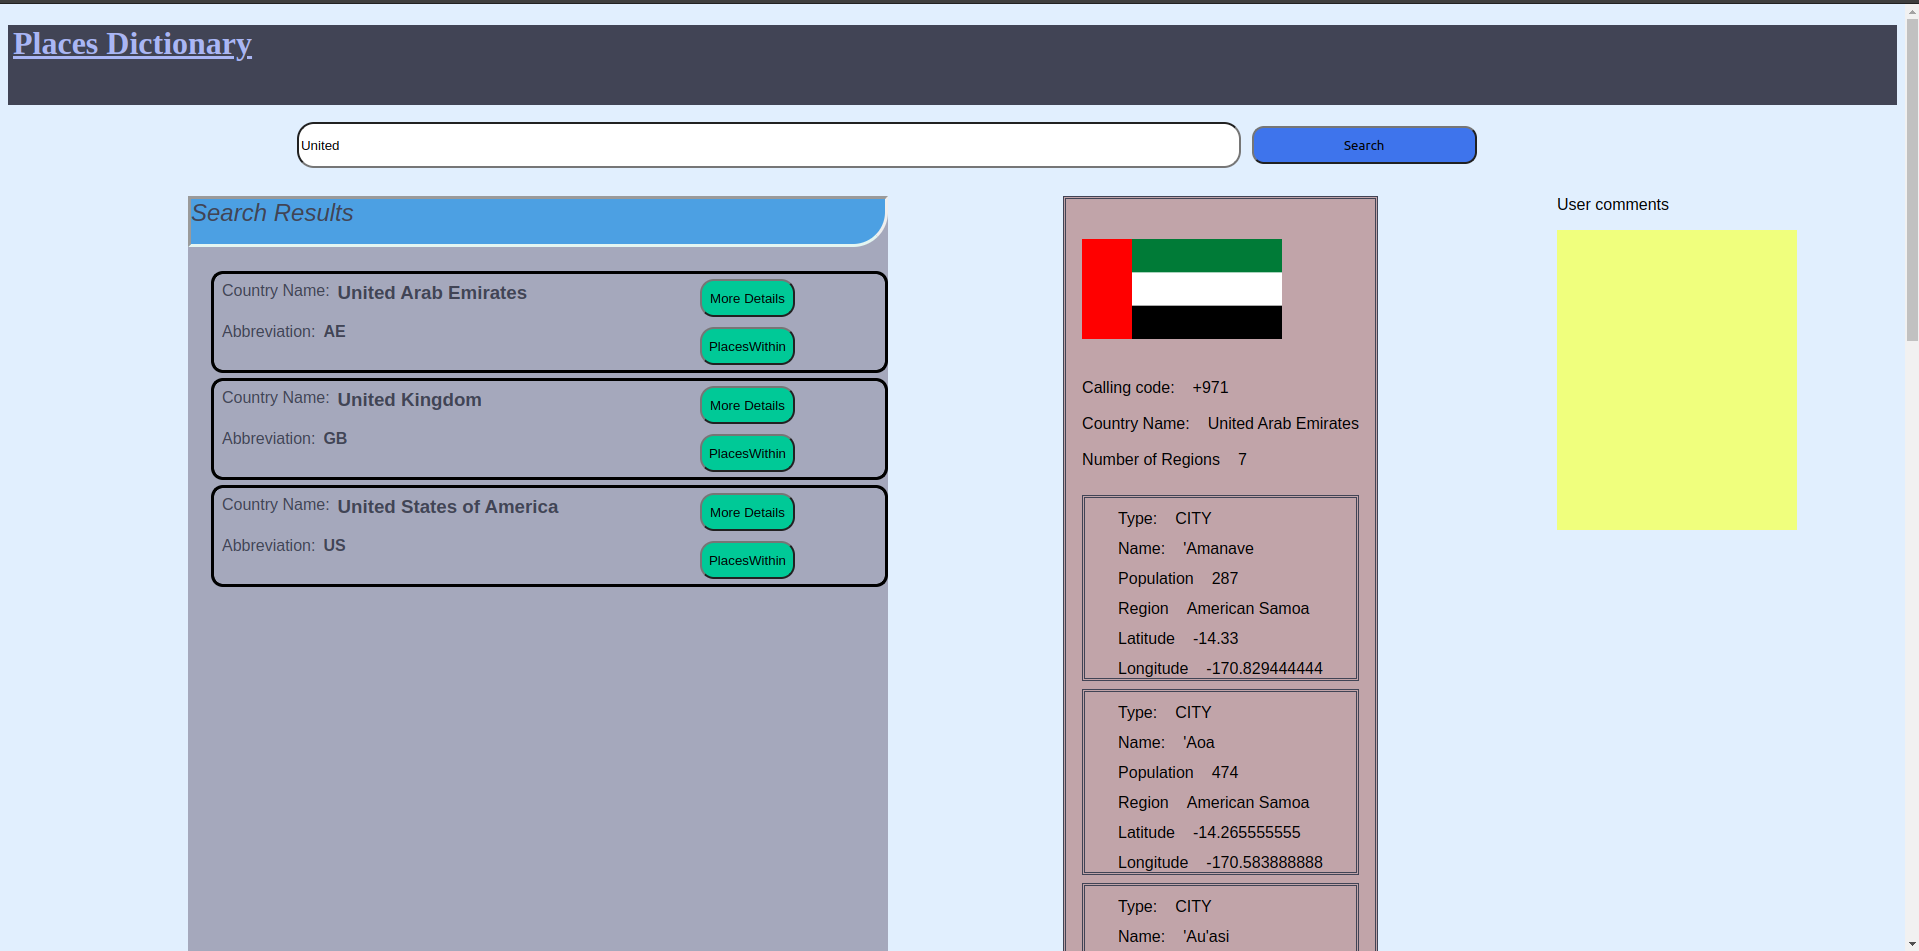 Places Dictionary
United
Search
Search Results
Country Name: United Arab Emirates
More Details
Abbreviation: AE
PlacesWithin
Country Name: United Kingdom
More Details
Abbreviation: GB
PlacesWithin
Country Name: United States of America
More Details
Abbreviation: US
PlacesWithin
Calling code: +971
Country Name: United Arab Emirates
Number of Regions 7
Type: CITY
Name: 'Amanave
Population 287
Region American Samoa
Latitude -14.33
Longitude -170.829444444
Type: CITY
Name: 'Aoa
Population 474
Region American Samoa
Latitude -14.265555555
Longitude -170.583888888
Type: CITY
Name: 'Au'asi
User comments